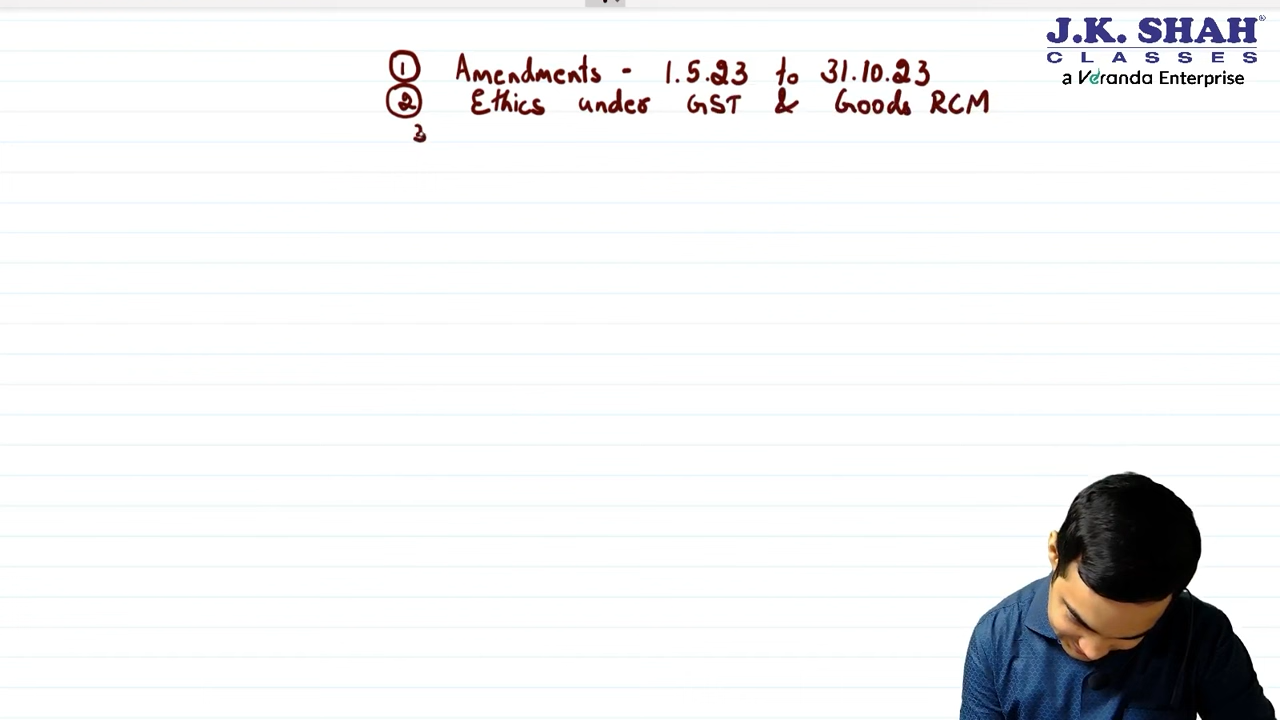 J.K. SHAH®
CLASSES
a Veranda Enterprise
1 Amendments - 1.5.23 to 31.10.23
2 Ethics under GST & Goods RCM
3